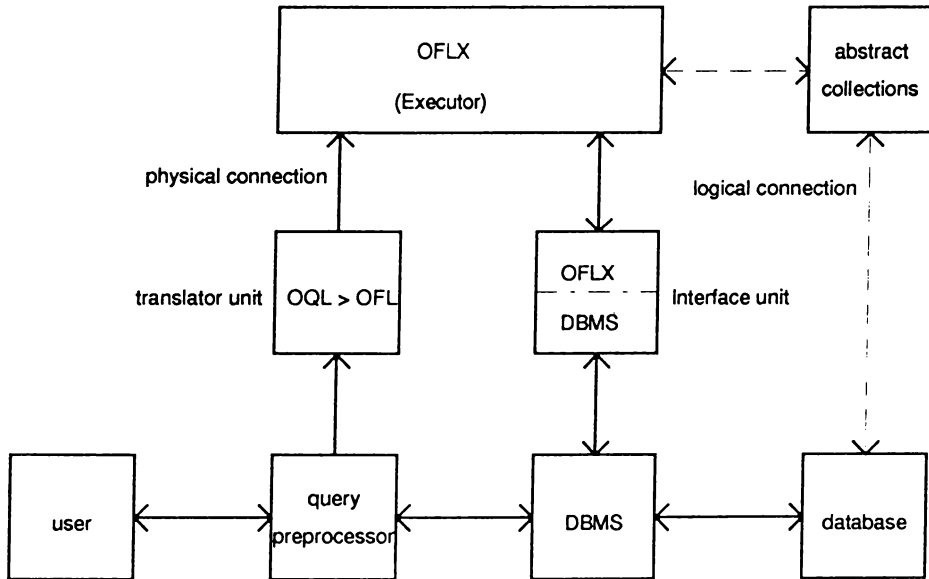 OFLX
(Executor)
abstract
collections
physical connection
logical connection
translator unit
OQL > OFL
OFLX
DBMS
Interface unit
user
query
preprocessor
DBMS
database